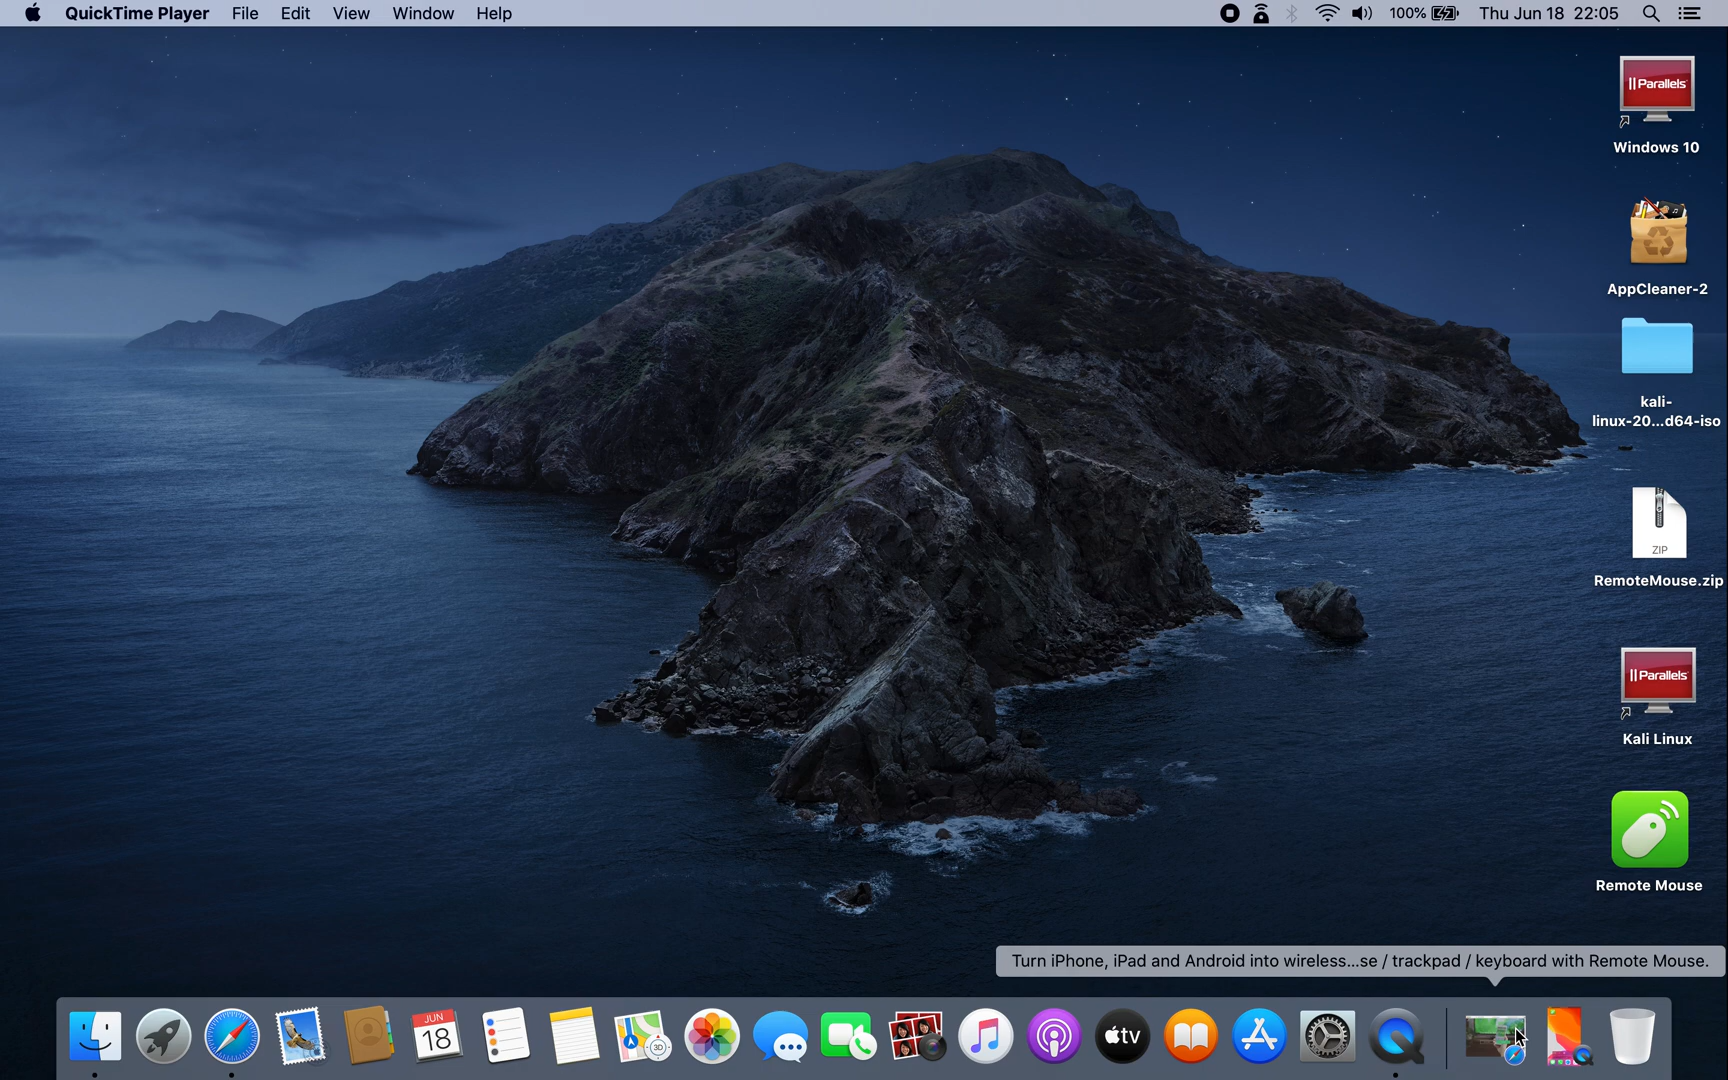 QuickTime Player File Edit View Window Help 100% Thu Jun 18 22:05
Parallels
Windows 10
AppCleaner-2
kali-
linux-20...d64-iso
ZIP
RemoteMouse.zip
Parallels
Kali Linux
Remote Mouse
Turn iPhone, iPad and Android into wireless...se / trackpad / keyboard with Remote Mouse.
JUN
18
3D
tv